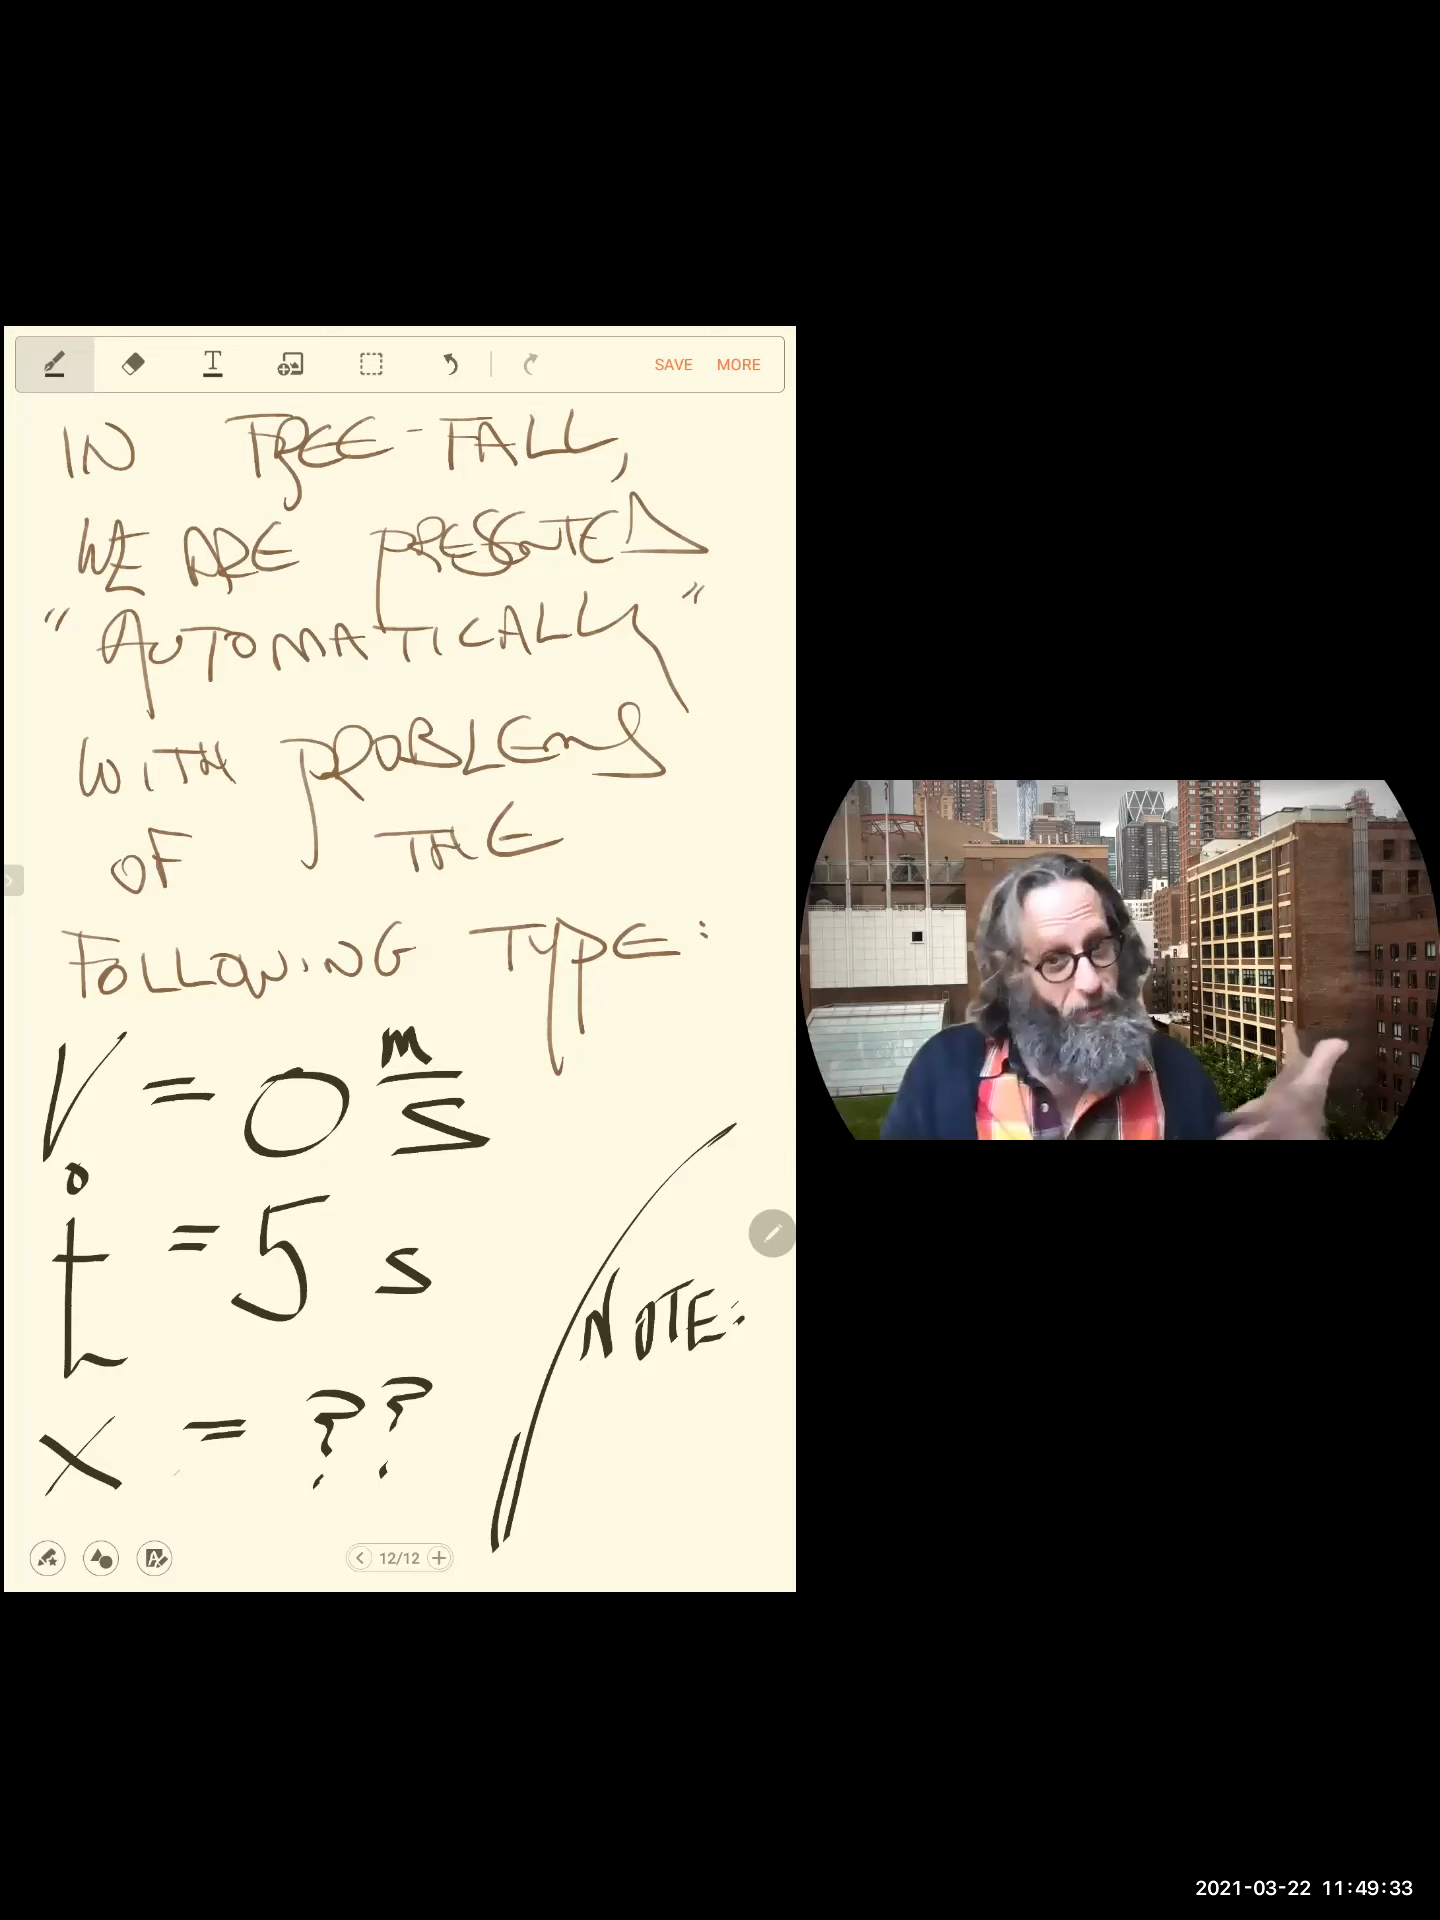 T
SAVE MORE
IN FREE-FALL,
WE ARE PRESENTED
"AUTOMATICALLY"
WITH PROBLEMS
OF THE
FOLLOWING TYPE:
V₀ = 0 m/s
t = 5 s
NOTE:
x = ??
A
12/12
2021-03-22 11:49:33